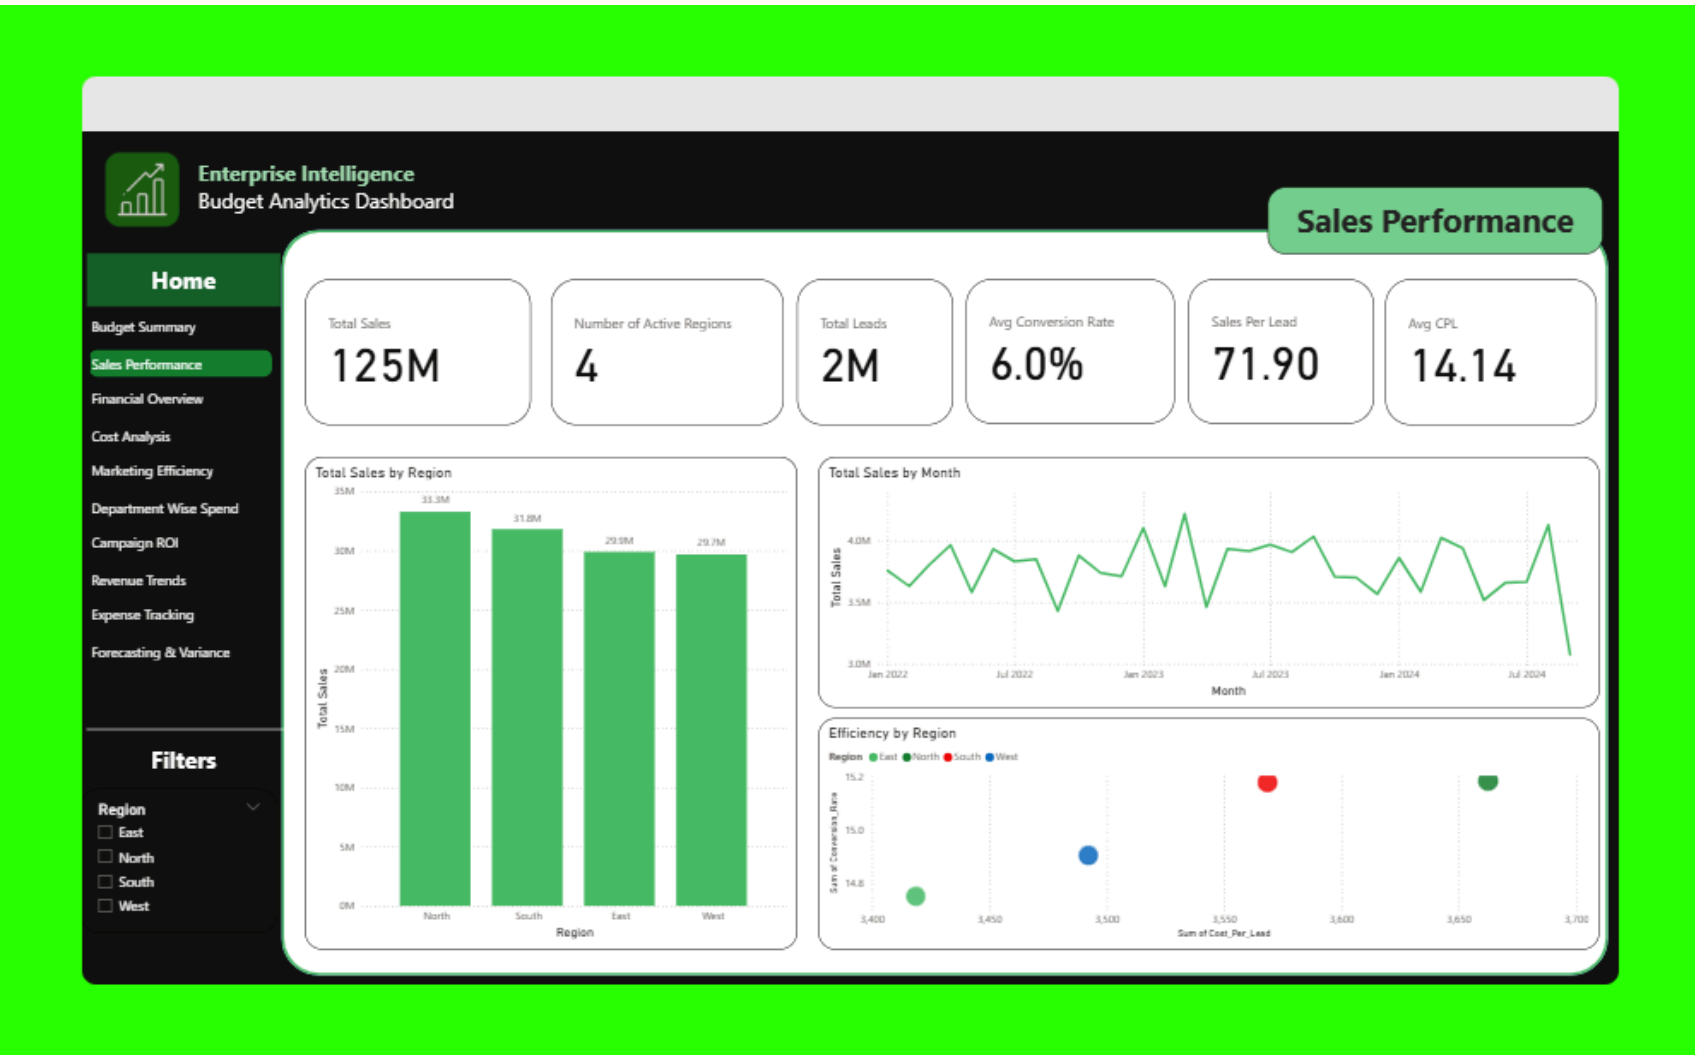 Enterprise Intelligence
Budget Analytics Dashboard
Sales Performance
Home
Budget Summary
Sales Performance
Financial Overview
Cost Analysis
Marketing Efficiency
Department Wise Spend
Campaign ROI
Revenue Trends
Expense Tracking
Forecasting & Variance
Filters
Region
East
North
South
West
Total Sales
125M
Number of Active Regions
4
Total Leads
2M
Avg Conversion Rate
6.0%
Sales Per Lead
71.90
Avg CPL
14.14
Total Sales by Region
35M
30M
25M
20M
15M
10M
5M
0M
Total Sales
33.3M
31.8M
29.9M
29.7M
North South East West
Region
Total Sales by Month
4.0M
3.5M
3.0M
Total Sales
Jan 2022 Jul 2022 Jan 2023 Jul 2023 Jan 2024 Jul 2024
Month
Efficiency by Region
Region East North South West
15.2
15.0
14.8
Sum of Conversion_Rate
3,400 3,450 3,500 3,550 3,600 3,650 3,700
Sum of Cost_Per_Lead